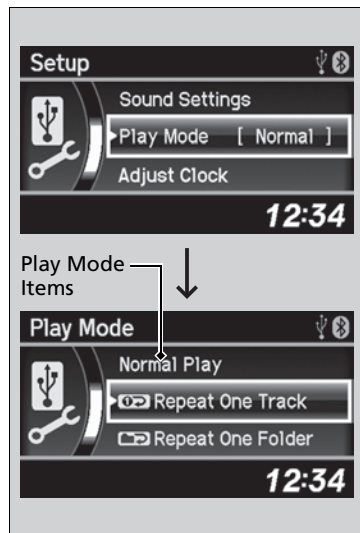 Setup
Sound Settings
Play Mode [ Normal ]
Adjust Clock
12:34
Play Mode
Items
Play Mode
Normal Play
Repeat One Track
Repeat One Folder
12:34